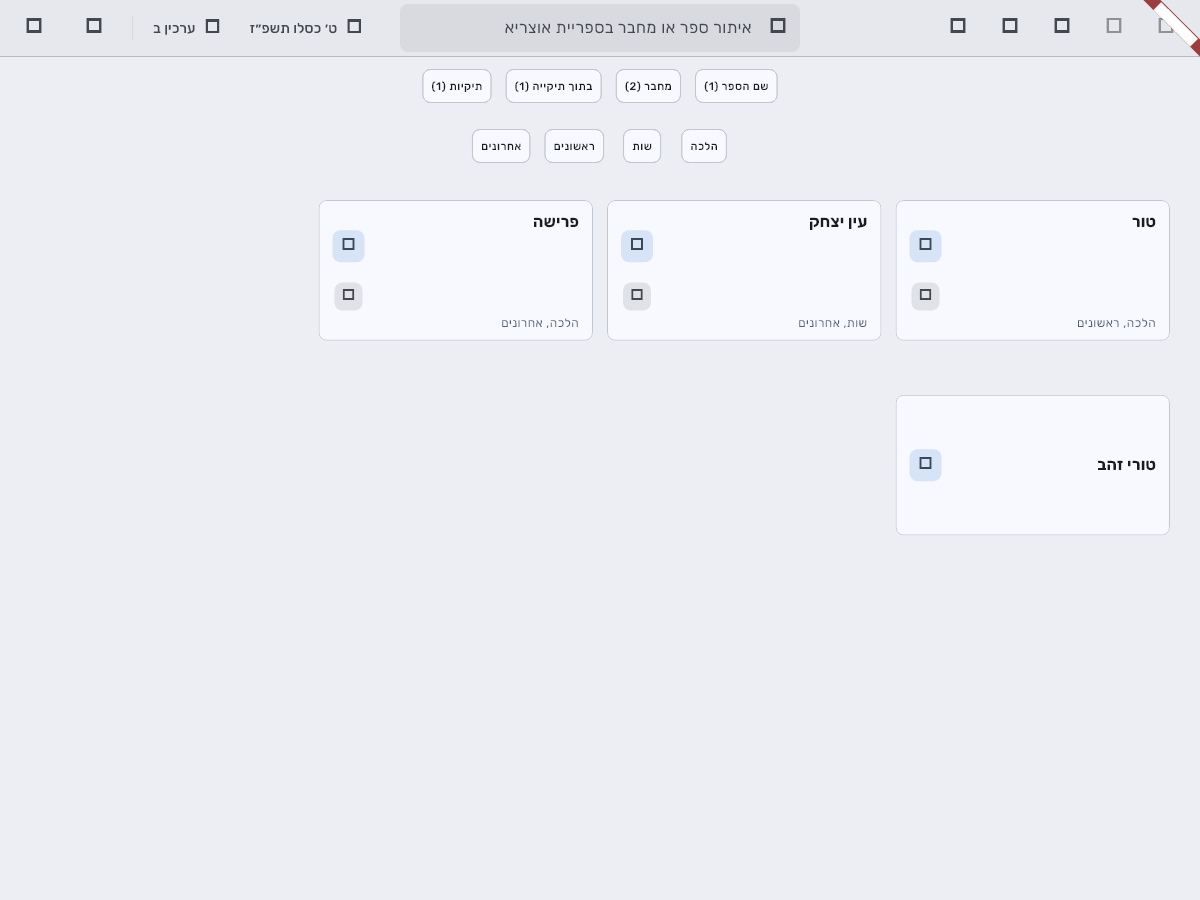 איתור ספר או מחבר בספריית אוצריא
ט׳ כסלו תשפ״ז
ערכין ב
שם הספר (1)
מחבר (2)
בתוך תיקייה (1)
תיקיות (1)
הלכה
שות
ראשונים
אחרונים
טור
הלכה, ראשונים
עין יצחק
שות, אחרונים
פרישה
הלכה, אחרונים
טורי זהב